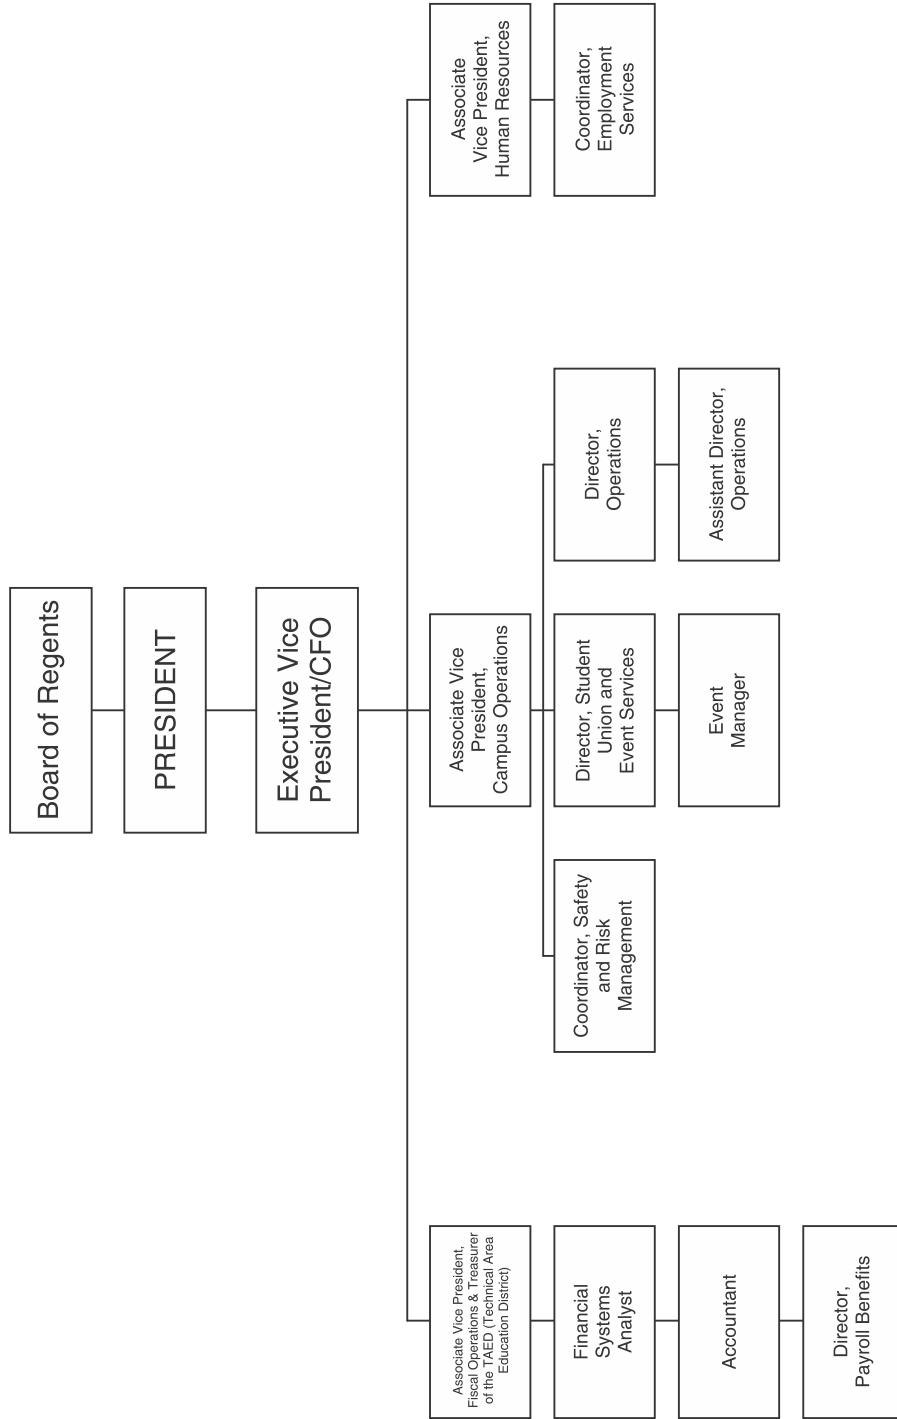 Board of Regents
PRESIDENT
Executive Vice
President/CFO
Associate Vice President,
Fiscal Operations & Treasurer
of the TAED (Technical Area
Education District)
Financial
Systems
Analyst
Accountant
Director,
Payroll Benefits
Associate Vice
President,
Campus Operations
Coordinator, Safety
and Risk
Management
Director, Student
Union and
Event Services
Event
Manager
Director,
Operations
Assistant Director,
Operations
Associate
Vice President,
Human Resources
Coordinator,
Employment
Services